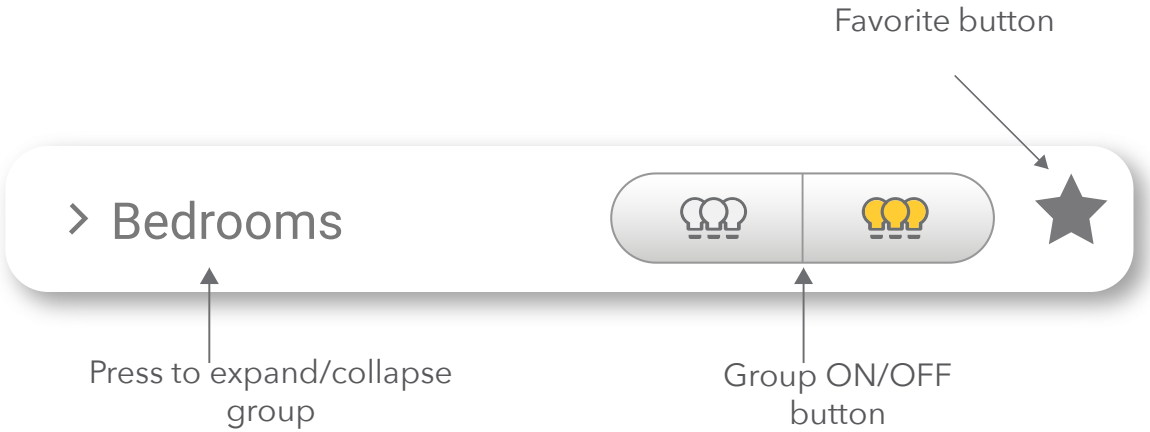 Favorite button
Bedrooms
Press to expand/collapse
group
Group ON/OFF
button